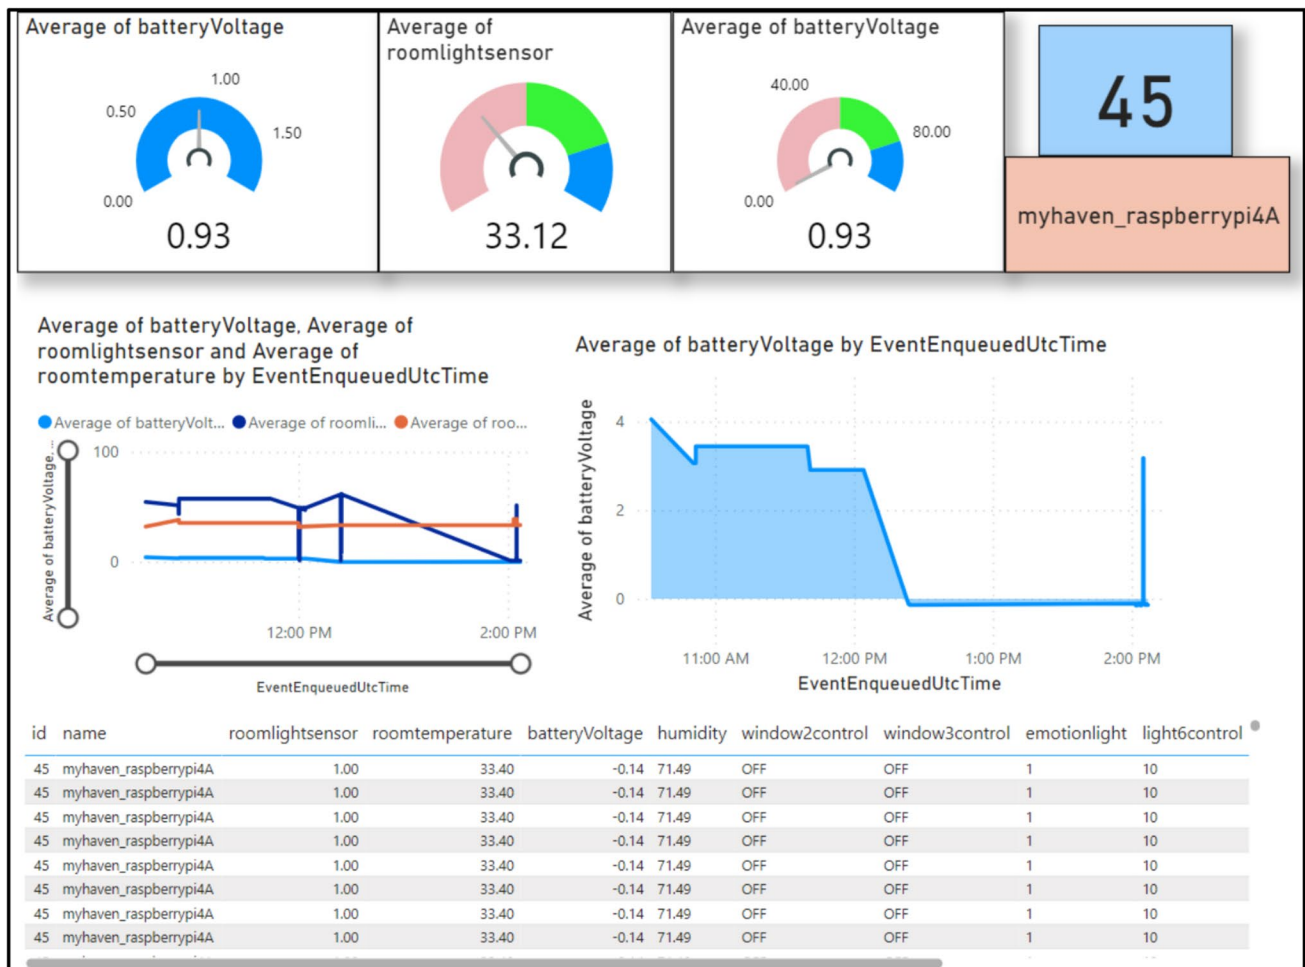 Average of batteryVoltage
1.00
0.50
1.50
0.00
0.93
Average of
roomlightsensor
33.12
Average of batteryVoltage
40.00
80.00
0.00
0.93
45
myhaven_raspberrypi4A
Average of batteryVoltage, Average of
roomlightsensor and Average of
roomtemperature by EventEnqueuedUtcTime
Average of batteryVolt... Average of roomli... Average of roo...
Average of batteryVoltage, ...
100
0
12:00 PM 2:00 PM
EventEnqueuedUtcTime
Average of batteryVoltage by EventEnqueuedUtcTime
Average of batteryVoltage
4
2
0
11:00 AM 12:00 PM 1:00 PM 2:00 PM
EventEnqueuedUtcTime
id name roomlightsensor roomtemperature batteryVoltage humidity window2control window3control emotionlight light6control
45 myhaven_raspberrypi4A 1.00 33.40 -0.14 71.49 OFF OFF 1 10
45 myhaven_raspberrypi4A 1.00 33.40 -0.14 71.49 OFF OFF 1 10
45 myhaven_raspberrypi4A 1.00 33.40 -0.14 71.49 OFF OFF 1 10
45 myhaven_raspberrypi4A 1.00 33.40 -0.14 71.49 OFF OFF 1 10
45 myhaven_raspberrypi4A 1.00 33.40 -0.14 71.49 OFF OFF 1 10
45 myhaven_raspberrypi4A 1.00 33.40 -0.14 71.49 OFF OFF 1 10
45 myhaven_raspberrypi4A 1.00 33.40 -0.14 71.49 OFF OFF 1 10
45 myhaven_raspberrypi4A 1.00 33.40 -0.14 71.49 OFF OFF 1 10